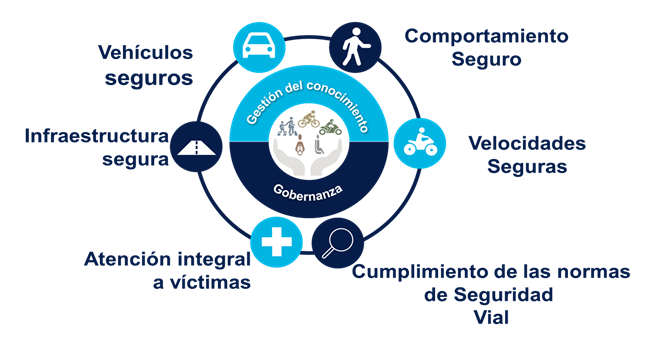 Vehículos
seguros
Comportamiento
Seguro
Gestión del conocimiento
Infraestructura
segura
Velocidades
Seguras
Gobernanza
Atención integral
a víctimas
Cumplimiento de las normas
de Seguridad
Vial